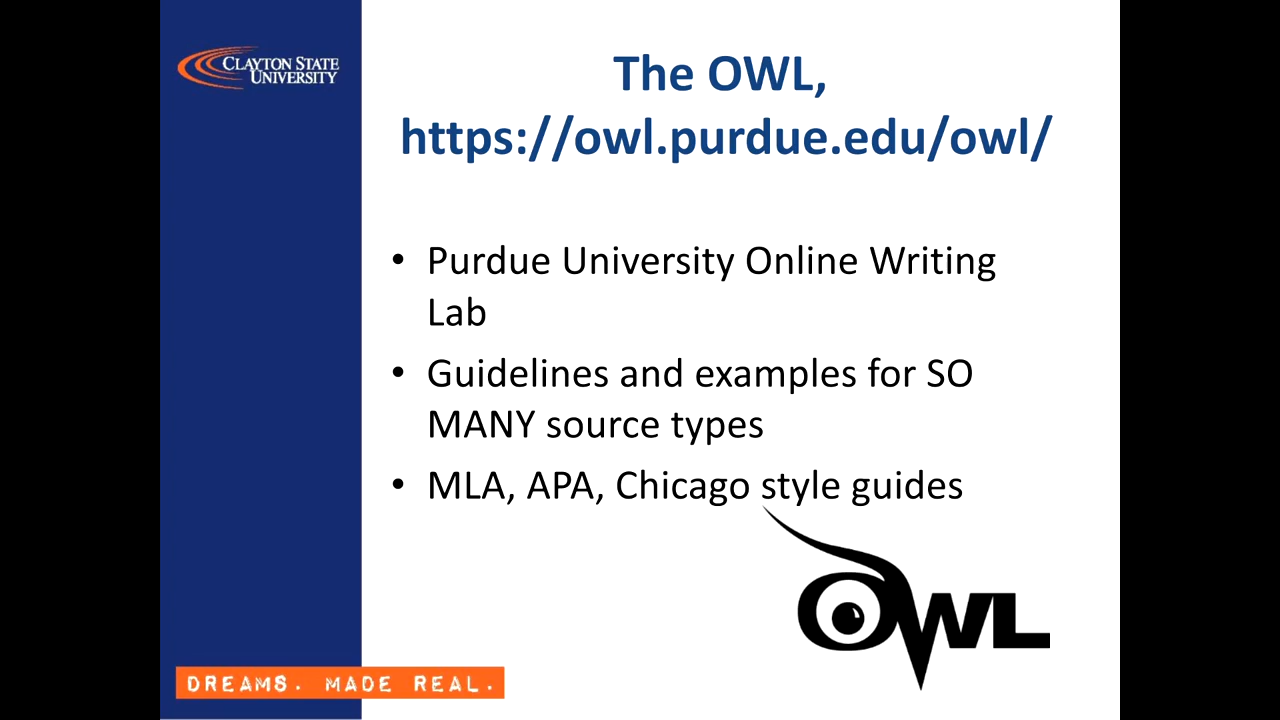 CLAYTON STATE
UNIVERSITY
The OWL,
https://owl.purdue.edu/owl/
• Purdue University Online Writing
Lab
• Guidelines and examples for SO
MANY source types
• MLA, APA, Chicago style guides
OWL
DREAMS. MADE REAL.